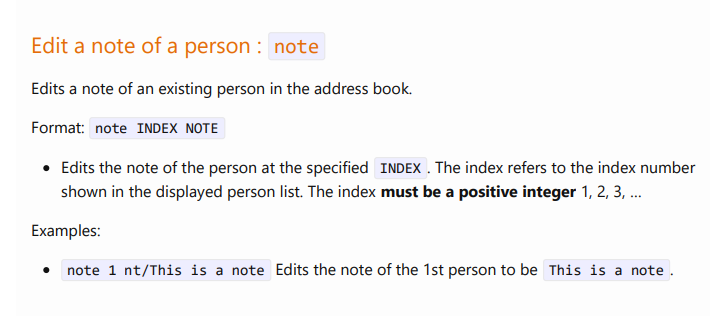 Edit a note of a person : note
Edits a note of an existing person in the address book.
Format: note INDEX NOTE
• Edits the note of the person at the specified INDEX. The index refers to the index number
shown in the displayed person list. The index must be a positive integer 1, 2, 3, …
Examples:
• note 1 nt/This is a note Edits the note of the 1st person to be This is a note.